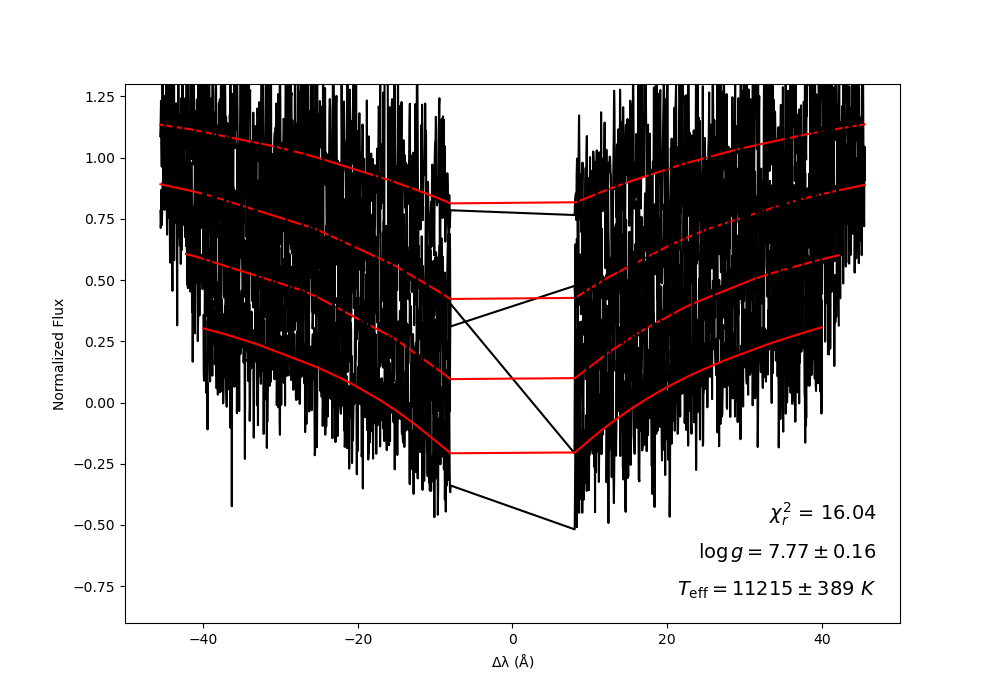 1.25
1.00
0.75
0.50
0.25
0.00
−0.25
−0.50
−0.75
Normalized Flux
χ²ᵣ = 16.04
log g = 7.77 ± 0.16
T_eff = 11215 ± 389 K
−40 −20 0 20 40
Δλ (Å)